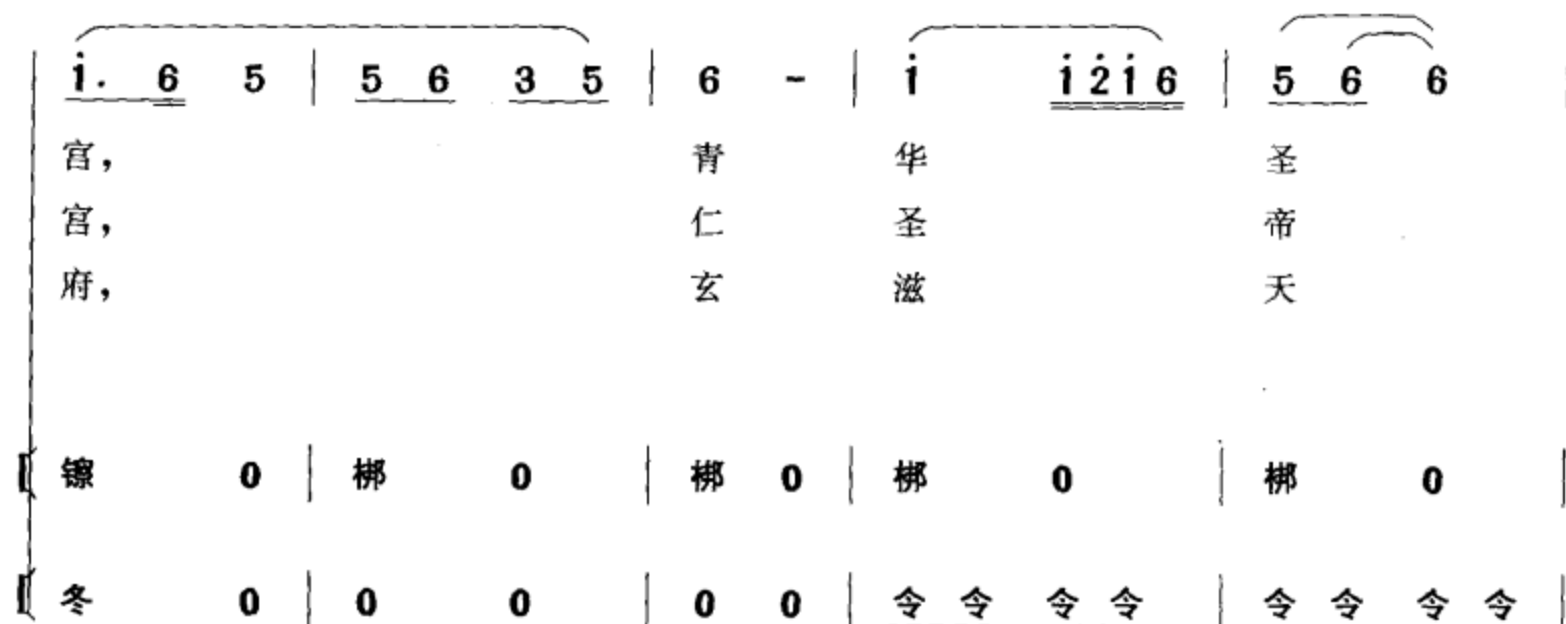 i̇. 6 5 | 5 6 3 5 | 6 - | i̇ i̇ 2̇ i̇ 6 | 5 6 6
宫， 青 华 圣
宫， 仁 圣 帝
府， 玄 滋 天
镲 0 | 梆 0 | 梆 0 | 梆 0 | 梆 0 |
冬 0 | 0 0 | 0 0 | 令 令 令 令 | 令 令 令 令